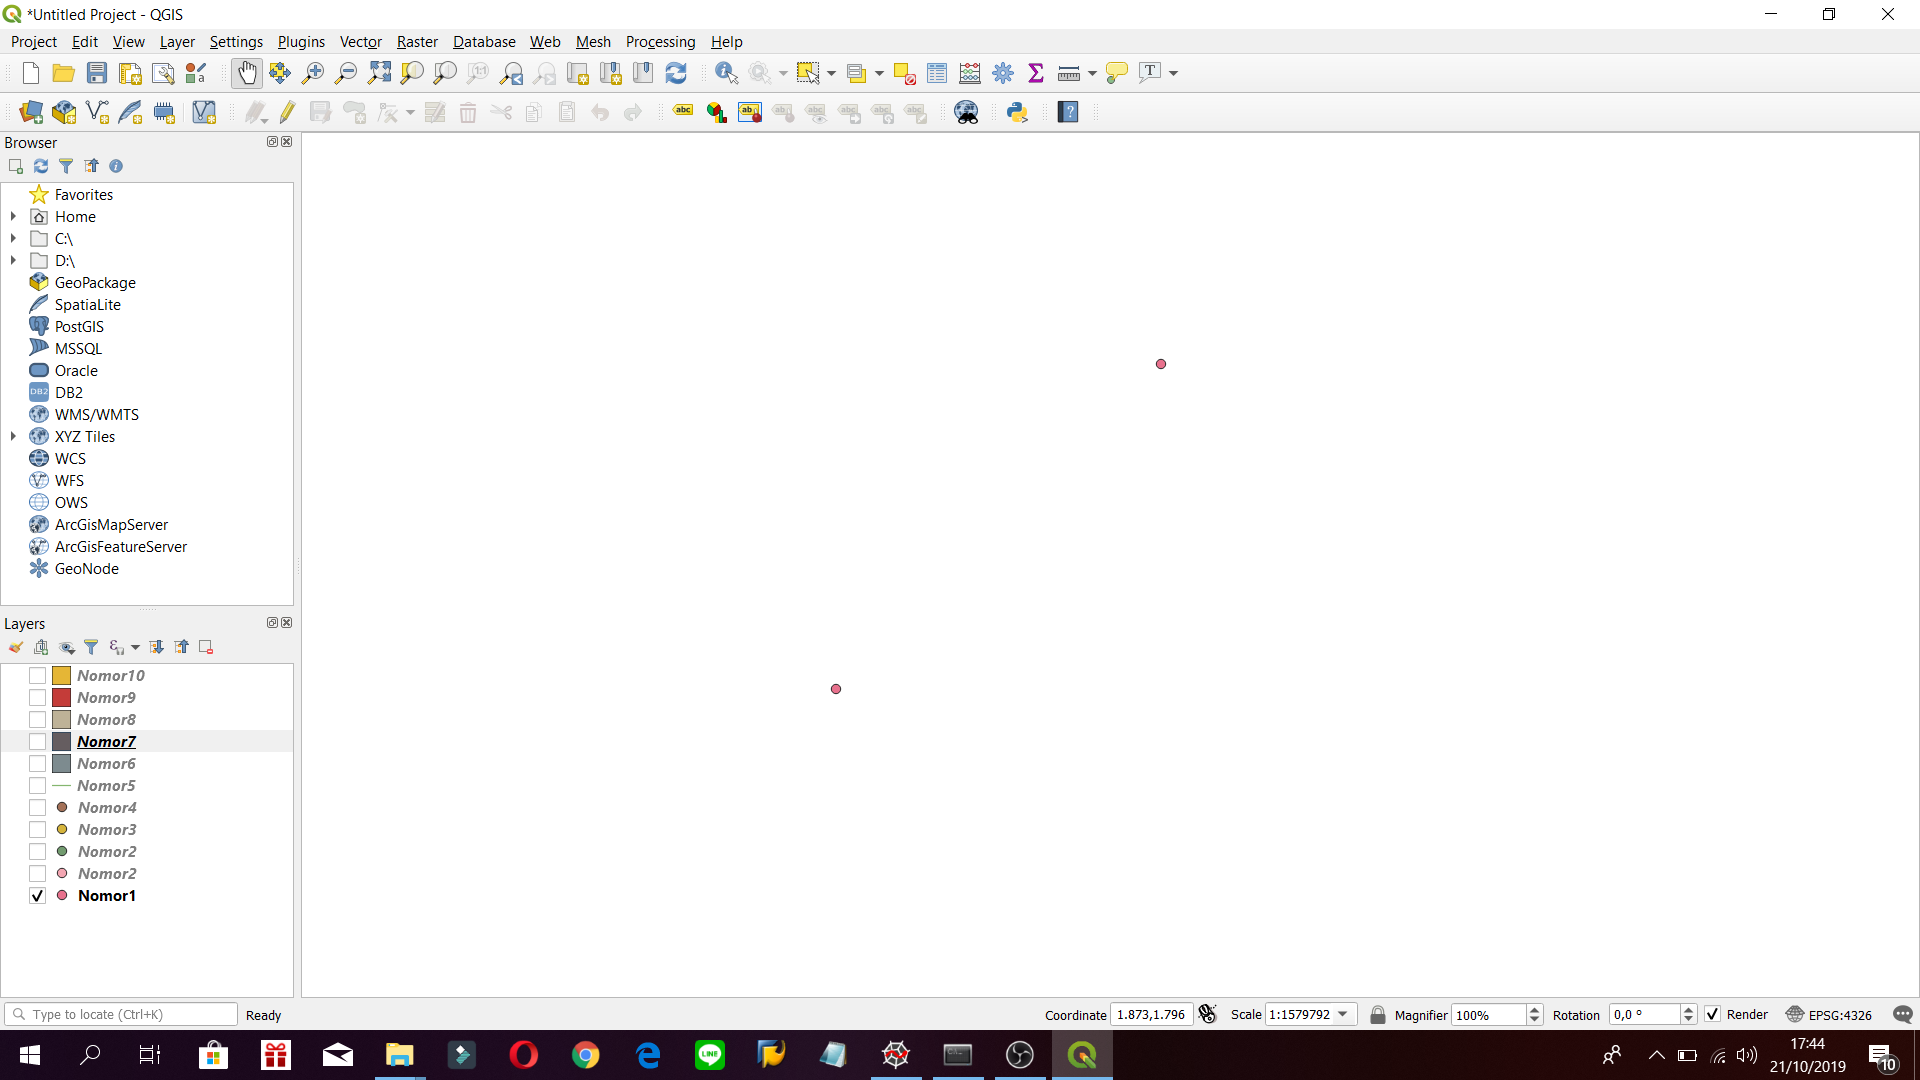 *Untitled Project - QGIS
Project Edit View Layer Settings Plugins Vector Raster Database Web Mesh Processing Help
Browser
Favorites
Home
C:\
D:\
GeoPackage
SpatiaLite
PostGIS
MSSQL
Oracle
DB2 DB2
WMS/WMTS
XYZ Tiles
WCS
WFS
OWS
ArcGisMapServer
ArcGisFeatureServer
GeoNode
Layers
Nomor10
Nomor9
Nomor8
Nomor7
Nomor6
Nomor5
Nomor4
Nomor3
Nomor2
Nomor2
Nomor1
Type to locate (Ctrl+K) Ready Coordinate 1.873,1.796 Scale 1:1579792 Magnifier 100% Rotation 0,0 ° Render EPSG:4326
LINE
17:44
21/10/2019
10